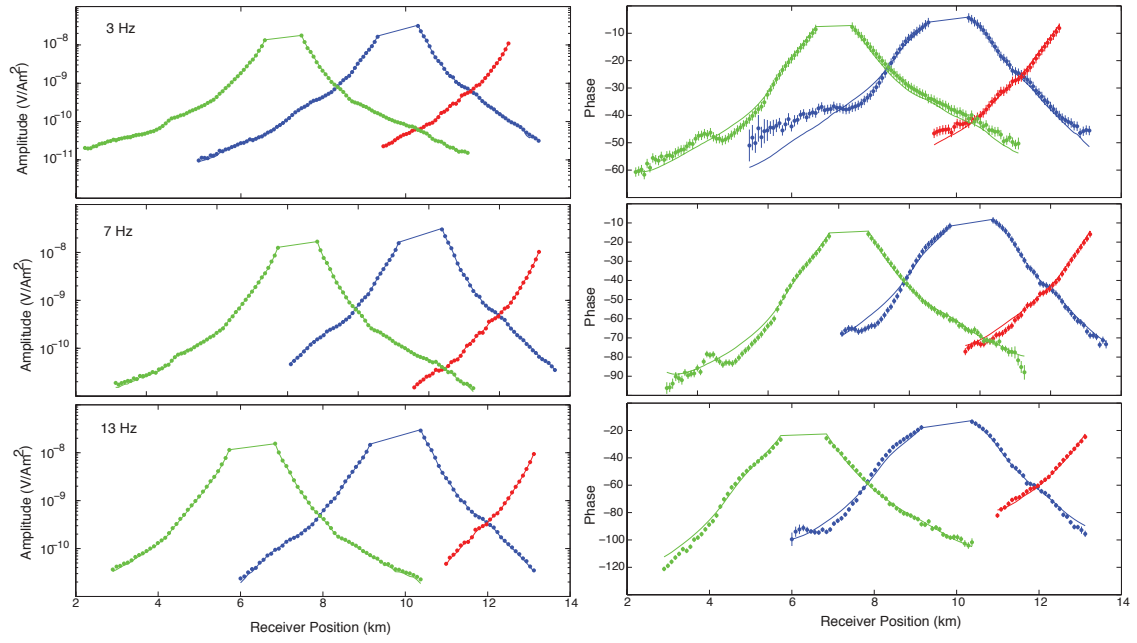 3 Hz
Amplitude (V/Am²)
10⁻⁸
10⁻⁹
10⁻¹⁰
10⁻¹¹
7 Hz
Amplitude (V/Am²)
10⁻⁸
10⁻⁹
10⁻¹⁰
13 Hz
Amplitude (V/Am²)
10⁻⁸
10⁻⁹
10⁻¹⁰
2 4 6 8 10 12 14
Receiver Position (km)
Phase
−10
−20
−30
−40
−50
−60
Phase
−10
−20
−30
−40
−50
−60
−70
−80
−90
−100
Phase
−20
−40
−60
−80
−100
−120
−140
2 4 6 8 10 12 14
Receiver Position (km)